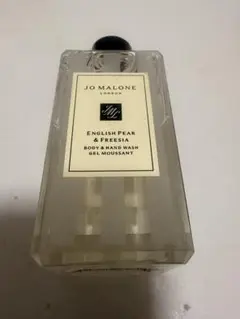 JO MALONE
LONDON
ENGLISH PEAR
& FREESIA
BODY & HAND WASH
GEL MOUSSANT